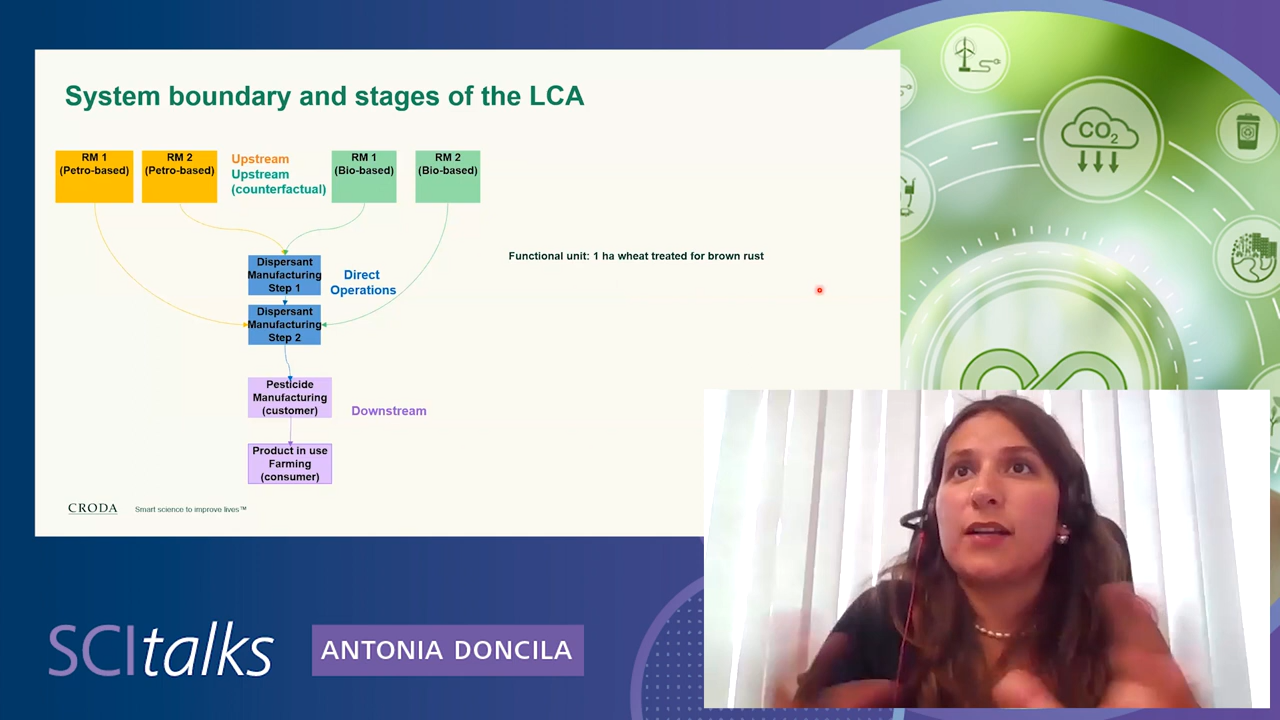 System boundary and stages of the LCA
RM 1
(Petro-based)
RM 2
(Petro-based)
Upstream
Upstream
(counterfactual)
RM 1
(Bio-based)
RM 2
(Bio-based)
Dispersant
Manufacturing
Step 1
Direct
Operations
Functional unit: 1 ha wheat treated for brown rust
Dispersant
Manufacturing
Step 2
Pesticide
Manufacturing
(customer)
Downstream
Product in use
Farming
(consumer)
CRODA
Smart science to improve lives™
CO2
SCItalks
ANTONIA DONCILA